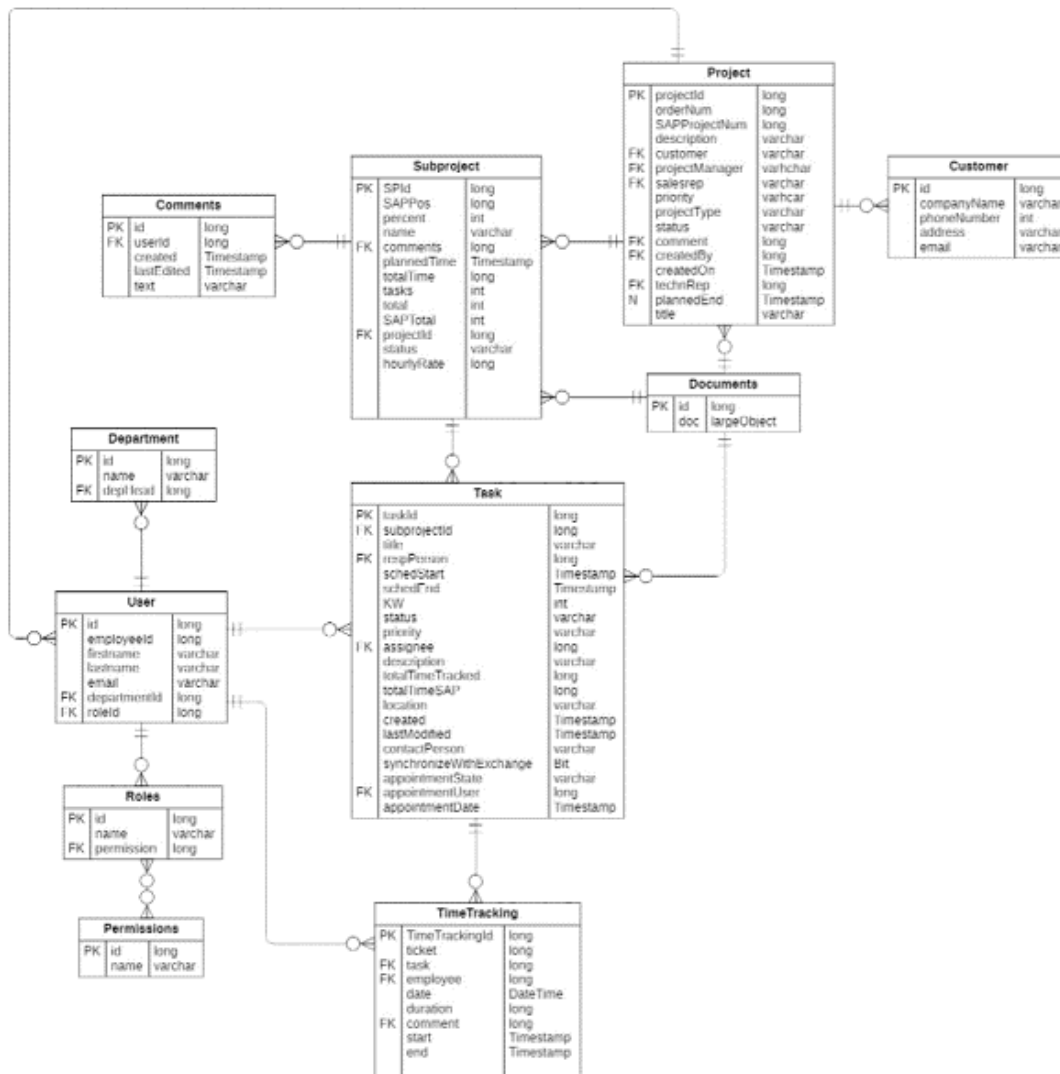 Project
PK projectId long
orderNum long
SAPProjectNum long
description varchar
FK customer varchar
FK projectManager varhchar
FK salesrep varchar
priority varhcar
projectType varchar
status varchar
FK comment long
FK createdBy long
createdOn Timestamp
FK technRep long
N plannedEnd Timestamp
title varchar
Customer
PK id long
companyName varchar
phoneNumber int
address varchar
email varchar
Subproject
PK SPId long
SAPPos long
percent int
name varchar
FK comments long
plannedTime Timestamp
totalTime long
tasks int
total int
SAPTotal int
FK projectId long
status varchar
hourlyRate long
Comments
PK id long
FK userId long
created Timestamp
lastEdited Timestamp
text varchar
Documents
PK id long
doc largeObject
Department
PK id long
name varchar
FK depHead long
Task
PK taskId long
FK subprojectId long
title varchar
FK respPerson long
schedStart Timestamp
schedEnd Timestamp
KW int
status varchar
priority varchar
FK assignee long
description varchar
totalTimeTracked long
totalTimeSAP long
location varchar
created Timestamp
lastModified Timestamp
contactPerson varchar
synchronizeWithExchange Bit
appointmentState varchar
FK appointmentUser long
appointmentDate Timestamp
User
PK id long
employeeId long
firstname varchar
lastname varchar
email varchar
FK departmentId long
FK roleId long
Roles
PK id long
name varchar
FK permission long
Permissions
PK id long
name varchar
TimeTracking
PK TimeTrackingId long
ticket long
FK task long
FK employee long
date DateTime
duration long
FK comment long
start Timestamp
end Timestamp